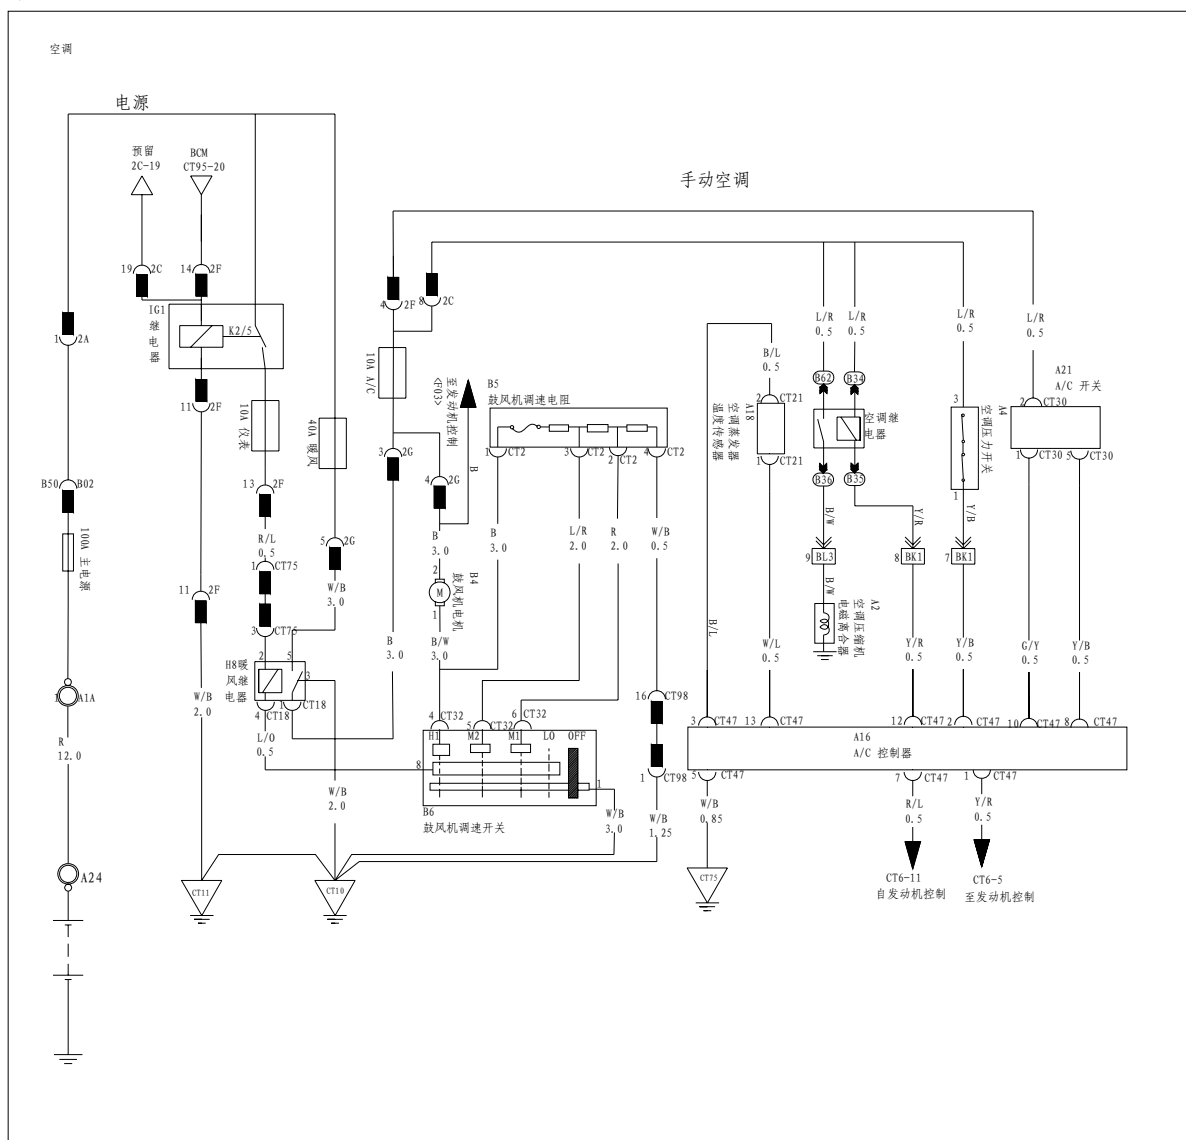 空调
电源
预留
2C-19
BCM
CT95-20
手动空调
19
2C
14
2F
4
2F
8
2C
IG1
继
电
器
K2/5
1
2A
11
2F
10A 仪表
40A 暖风
10A A/C
至发动机控制
<F03>
B
B5
鼓风机调速电阻
1
CT2
3
CT2
2
CT2
4
CT2
B/L
0.5
A18
空调蒸发器
温度传感器
2
CT21
1
CT21
L/R
0.5
L/R
0.5
L/R
0.5
L/R
0.5
B62
B34
空调继
电器
B36
B35
3
A4
空调压力开关
1
A21
A/C 开关
2
CT30
1
CT30
5
CT30
B50
B02
100A 主电源
13
2F
5
2G
3
2G
4
2G
R/L
0.5
1
CT75
3
CT75
W/B
3.0
B
3.0
B
3.0
L/R
2.0
R
2.0
W/B
0.5
2
M
1
B4
鼓风机电机
B/W
3.0
B
3.0
B/W
Y/R
Y/B
9
BL3
8
BK1
7
BK1
B/W
A2
空调压缩机
电磁离合器
11
2F
H8暖
风继
电器
2
5
3
4
CT18
1
CT18
L/O
0.5
1
A1A
R
12.0
W/B
2.0
W/B
2.0
B/L
W/L
0.5
Y/R
0.5
Y/B
0.5
G/Y
0.5
Y/B
0.5
16
CT98
1
CT98
4
CT32
5
CT32
6
CT32
H1
M2
M1
LO
OFF
8
1
B6
鼓风机调速开关
W/B
3.0
W/B
1.25
3
CT47
13
CT47
12
CT47
2
CT47
10
CT47
8
CT47
A16
A/C 控制器
5
CT47
7
CT47
1
CT47
W/B
0.85
R/L
0.5
Y/R
0.5
A24
CT11
CT10
CT75
CT6-11
自发动机控制
CT6-5
至发动机控制